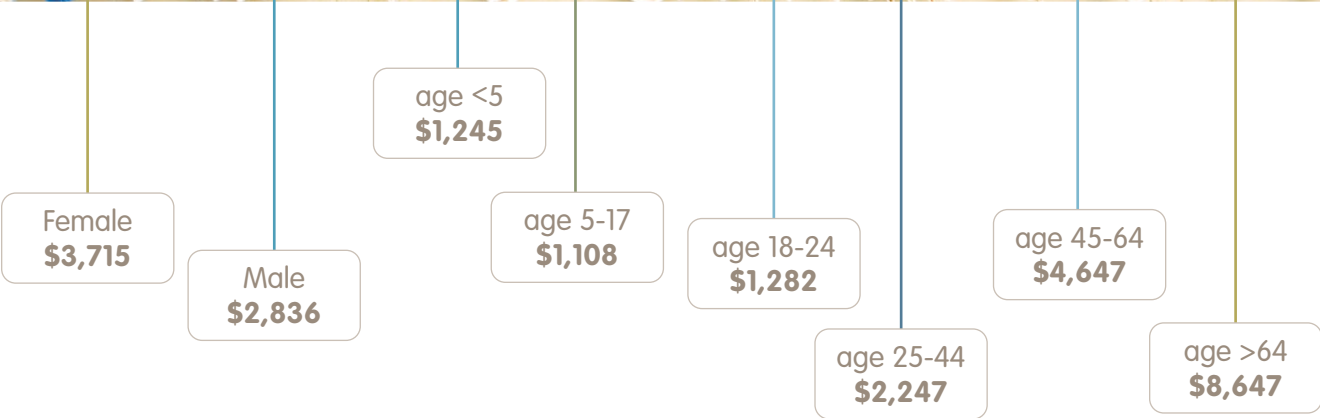 Female
$3,715
Male
$2,836
age <5
$1,245
age 5-17
$1,108
age 18-24
$1,282
age 25-44
$2,247
age 45-64
$4,647
age >64
$8,647